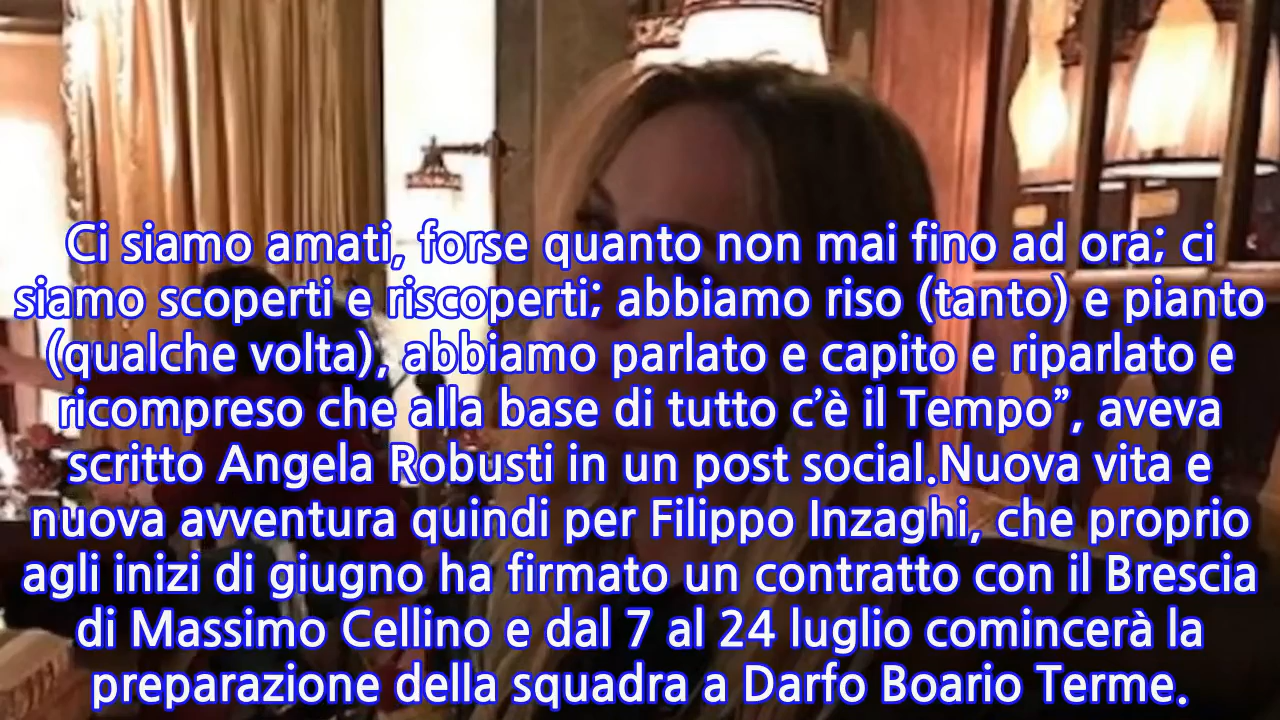 Ci siamo amati, forse quanto non mai fino ad ora; ci
siamo scoperti e riscoperti; abbiamo riso (tanto) e pianto
(qualche volta), abbiamo parlato e capito e riparlato e
ricompreso che alla base di tutto c’è il Tempo”, aveva
scritto Angela Robusti in un post social.Nuova vita e
nuova avventura quindi per Filippo Inzaghi, che proprio
agli inizi di giugno ha firmato un contratto con il Brescia
di Massimo Cellino e dal 7 al 24 luglio comincerà la
preparazione della squadra a Darfo Boario Terme.